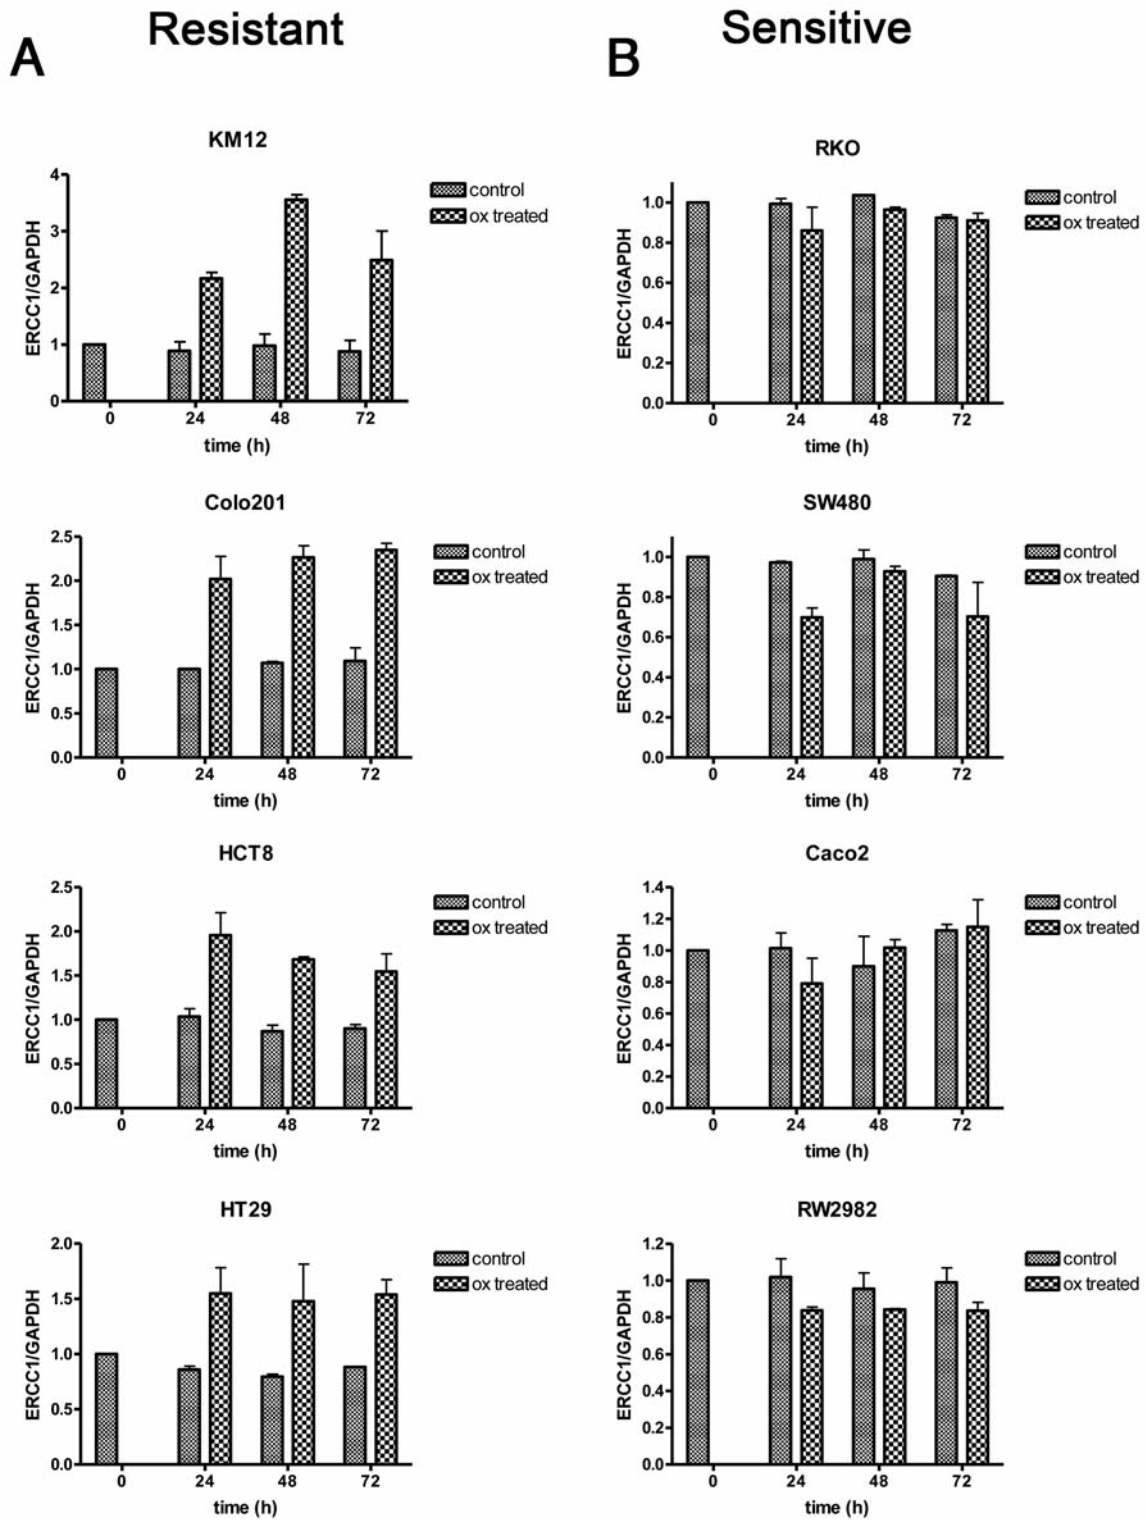 Resistant
A
KM12
4
3
2
1
0
ERCC1/GAPDH
0 24 48 72
time (h)
control
ox treated
Colo201
2.5
2.0
1.5
1.0
0.5
0.0
ERCC1/GAPDH
0 24 48 72
time (h)
control
ox treated
HCT8
2.5
2.0
1.5
1.0
0.5
0.0
ERCC1/GAPDH
0 24 48 72
time (h)
control
ox treated
HT29
2.0
1.5
1.0
0.5
0.0
ERCC1/GAPDH
0 24 48 72
time (h)
control
ox treated
Sensitive
B
RKO
1.0
0.8
0.6
0.4
0.2
0.0
ERCC1/GAPDH
0 24 48 72
time (h)
control
ox treated
SW480
1.0
0.8
0.6
0.4
0.2
0.0
ERCC1/GAPDH
0 24 48 72
time (h)
control
ox treated
Caco2
1.4
1.2
1.0
0.8
0.6
0.4
0.2
0.0
ERCC1/GAPDH
0 24 48 72
time (h)
control
ox treated
RW2982
1.2
1.0
0.8
0.6
0.4
0.2
0.0
ERCC1/GAPDH
0 24 48 72
time (h)
control
ox treated